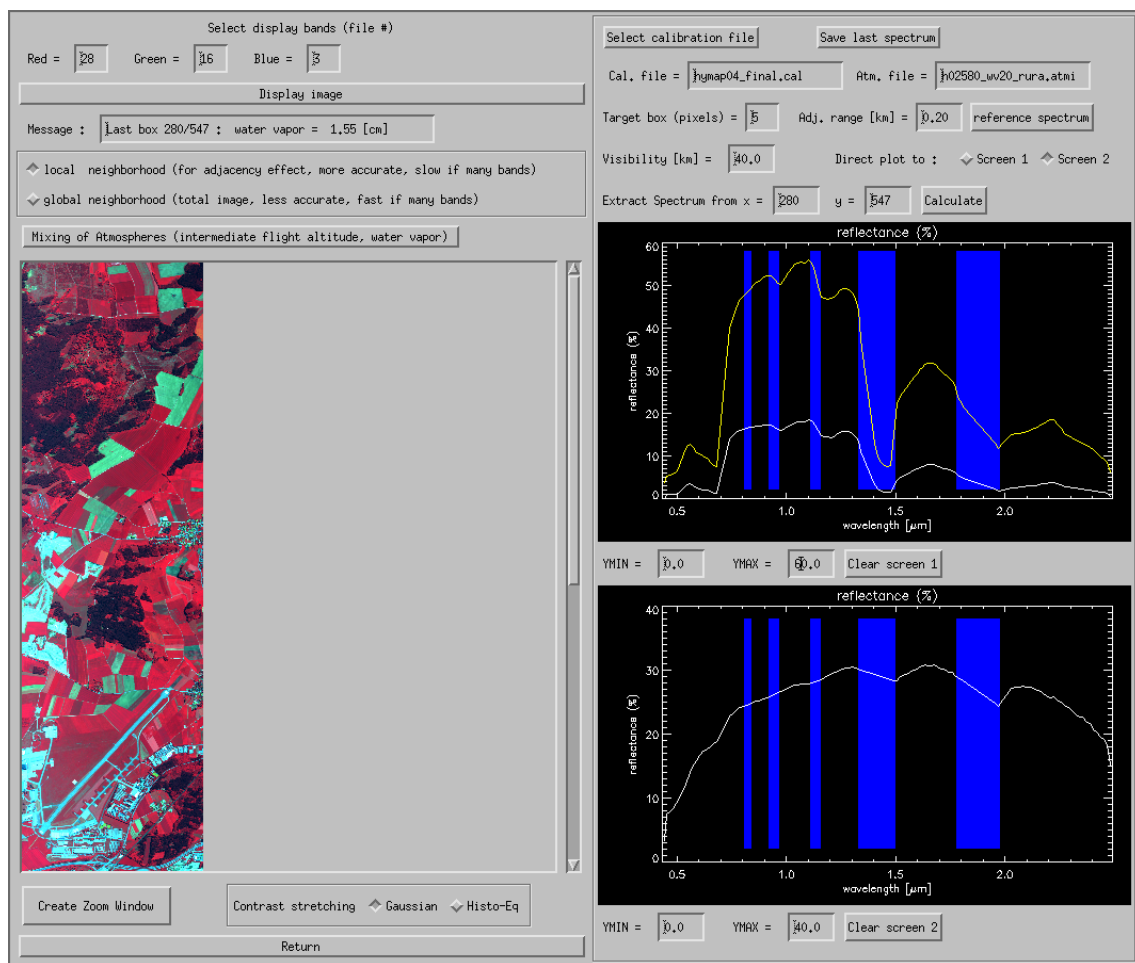 Select display bands (file #)
Red = 28 Green = 16 Blue = 3
Display image
Message : Last box 280/547 : water vapor = 1.55 [cm]
local neighborhood (for adjacency effect, more accurate, slow if many bands)
global neighborhood (total image, less accurate, fast if many bands)
Mixing of Atmospheres (intermediate flight altitude, water vapor)
Create Zoom Window
Contrast stretching Gaussian Histo-Eq
Return
Select calibration file Save last spectrum
Cal. file = hymap04_final.cal Atm. file = h02580_wv20_rura.atmi
Target box (pixels) = 5 Adj. range [km] = 0.20 reference spectrum
Visibility [km] = 40.0 Direct plot to : Screen 1 Screen 2
Extract Spectrum from x = 280 y = 547 Calculate
reflectance (%)
60
50
40
30
20
10
0
reflectance (%)
0.5 1.0 1.5 2.0
wavelength [μm]
YMIN = 0.0 YMAX = 60.0 Clear screen 1
reflectance (%)
40
30
20
10
0
reflectance (%)
0.5 1.0 1.5 2.0
wavelength [μm]
YMIN = 0.0 YMAX = 40.0 Clear screen 2